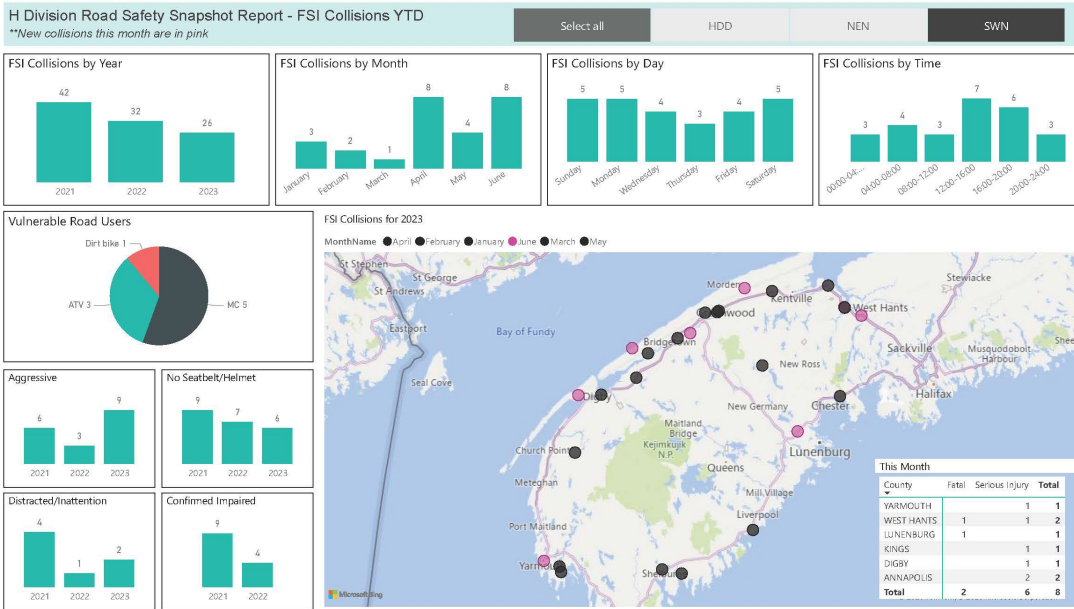 H Division Road Safety Snapshot Report - FSI Collisions YTD
**New collisions this month are in pink
Select all
HDD
NEN
SWN
FSI Collisions by Year
42
32
26
2021
2022
2023
FSI Collisions by Month
3
2
1
8
4
8
January
February
March
April
May
June
FSI Collisions by Day
5
5
4
3
4
5
Sunday
Monday
Wednesday
Thursday
Friday
Saturday
FSI Collisions by Time
3
4
3
7
6
3
00:00-04:...
04:00-08:00
08:00-12:00
12:00-16:00
16:00-20:00
20:00-24:00
Vulnerable Road Users
Dirt bike 1
ATV 3
MC 5
Aggressive
6
3
9
2021
2022
2023
No Seatbelt/Helmet
9
7
6
2021
2022
2023
Distracted/Inattention
4
1
2
2021
2022
2023
Confirmed Impaired
9
4
2021
2022
FSI Collisions for 2023
MonthName April February January June March May
St Stephen
St George
St Andrews
Eastport
Seal Cove
Bay of Fundy
Morden
Kentville
Stewiacke
West Hants
Sackville
Musquodoboit
Harbour
Halifax
New Ross
New Germany
Chester
Lunenburg
Maitland
Bridge
Kejimkujik
N.P.
Queens
Mill Village
Liverpool
Church Point
Meteghan
Port Maitland
Microsoft Bing
This Month
County Fatal Serious Injury Total
YARMOUTH 1 1
WEST HANTS 1 1 2
LUNENBURG 1 1
KINGS 1 1
DIGBY 1 1
ANNAPOLIS 2 2
Total 2 6 8